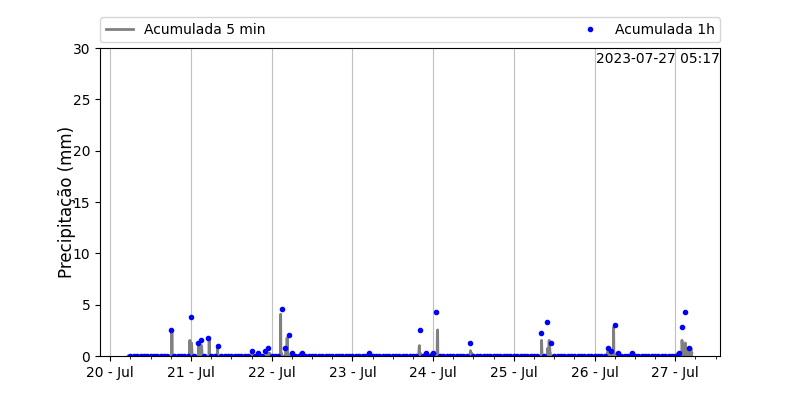 Acumulada 5 min
Acumulada 1h
2023-07-27 05:17
Precipitação (mm)
30
25
20
15
10
5
0
20 - Jul
21 - Jul
22 - Jul
23 - Jul
24 - Jul
25 - Jul
26 - Jul
27 - Jul